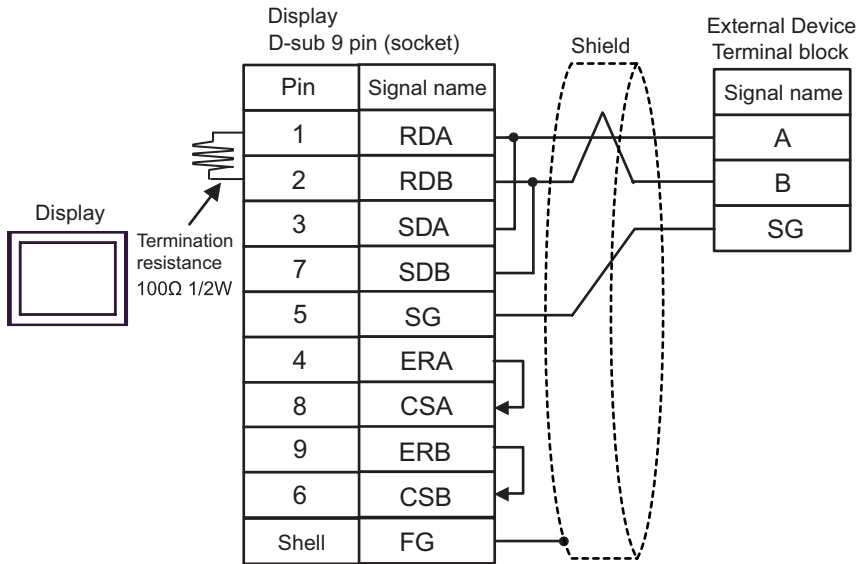 Display
D-sub 9 pin (socket)
Shield
External Device
Terminal block
Pin Signal name
Signal name
1 RDA
A
2 RDB
B
3 SDA
SG
7 SDB
5 SG
4 ERA
8 CSA
9 ERB
6 CSB
Shell FG
Display
Termination
resistance
100Ω 1/2W